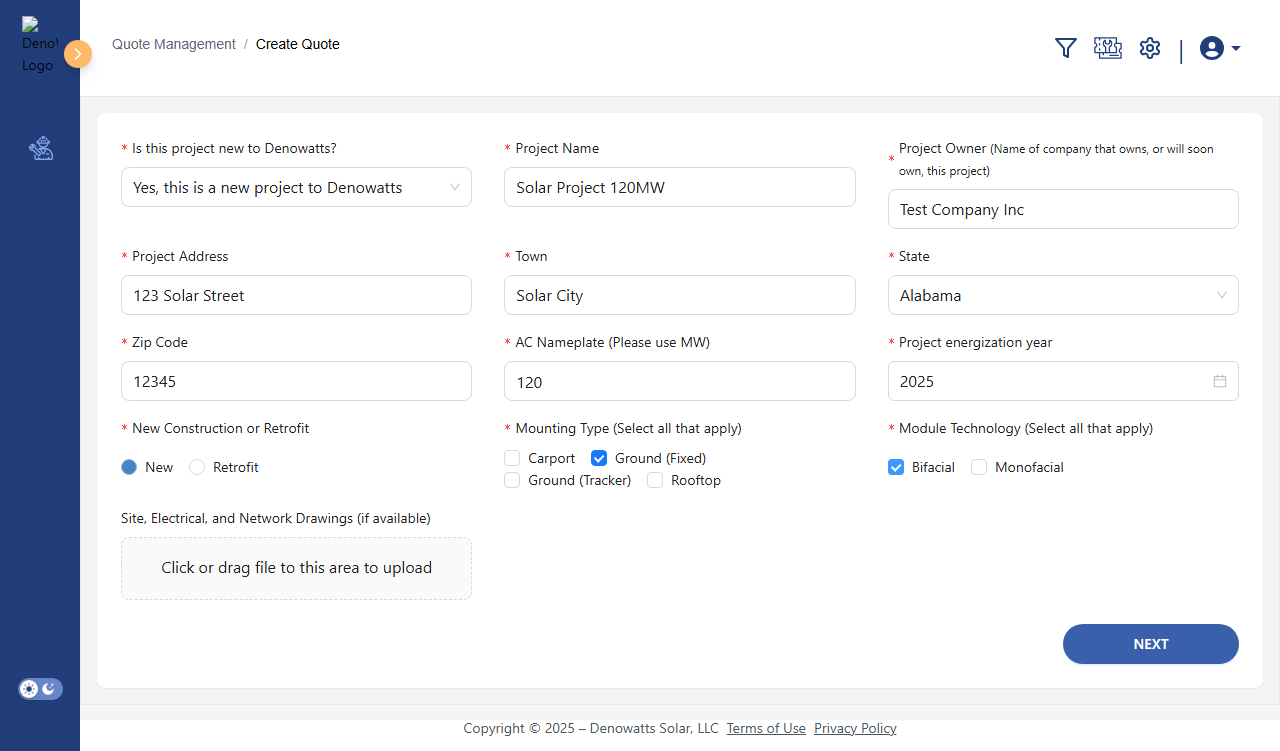 Deno
Logo
Quote Management / Create Quote
* Is this project new to Denowatts?
Yes, this is a new project to Denowatts
* Project Name
Solar Project 120MW
* Project Owner (Name of company that owns, or will soon own, this project)
Test Company Inc
* Project Address
123 Solar Street
* Town
Solar City
* State
Alabama
* Zip Code
12345
* AC Nameplate (Please use MW)
120
* Project energization year
2025
* New Construction or Retrofit
New Retrofit
* Mounting Type (Select all that apply)
Carport Ground (Fixed)
Ground (Tracker) Rooftop
* Module Technology (Select all that apply)
Bifacial Monofacial
Site, Electrical, and Network Drawings (if available)
Click or drag file to this area to upload
NEXT
Copyright © 2025 – Denowatts Solar, LLC Terms of Use Privacy Policy